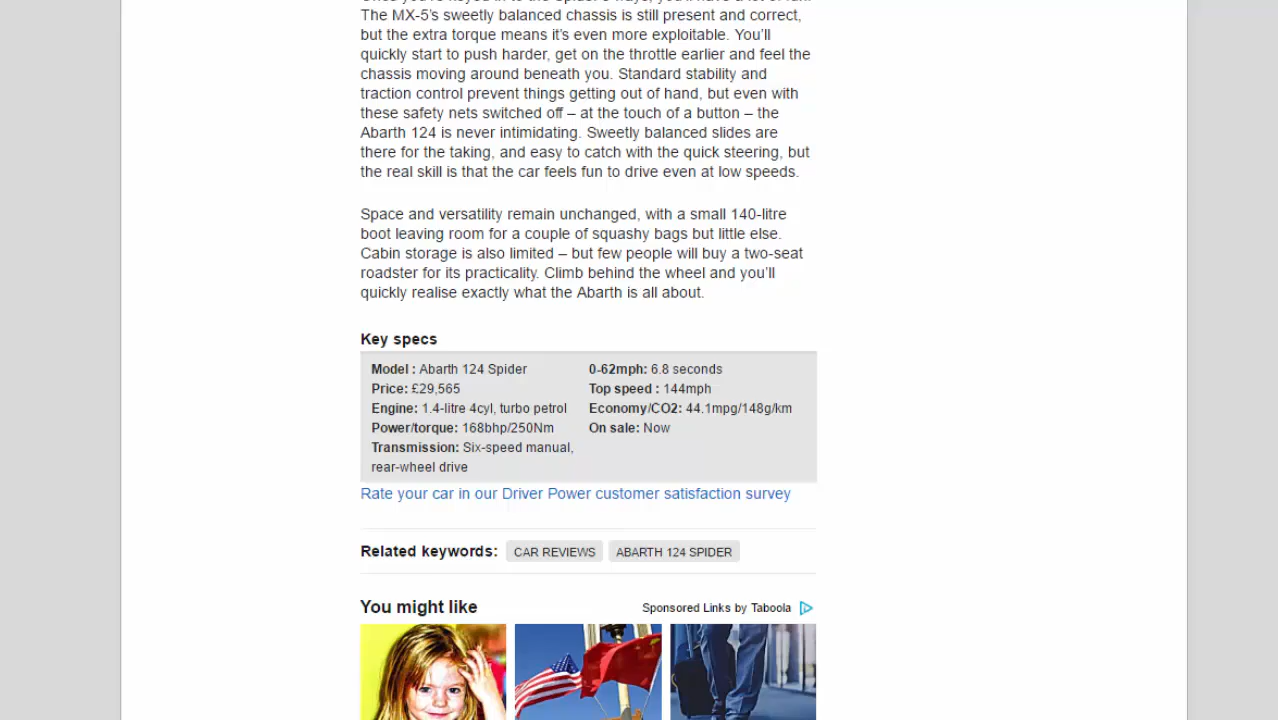 The MX-5's sweetly balanced chassis is still present and correct,
but the extra torque means it's even more exploitable. You'll
quickly start to push harder, get on the throttle earlier and feel the
chassis moving around beneath you. Standard stability and
traction control prevent things getting out of hand, but even with
these safety nets switched off – at the touch of a button – the
Abarth 124 is never intimidating. Sweetly balanced slides are
there for the taking, and easy to catch with the quick steering, but
the real skill is that the car feels fun to drive even at low speeds.
Space and versatility remain unchanged, with a small 140-litre
boot leaving room for a couple of squashy bags but little else.
Cabin storage is also limited – but few people will buy a two-seat
roadster for its practicality. Climb behind the wheel and you'll
quickly realise exactly what the Abarth is all about.
Key specs
Model : Abarth 124 Spider
Price: £29,565
Engine: 1.4-litre 4cyl, turbo petrol
Power/torque: 168bhp/250Nm
Transmission: Six-speed manual,
rear-wheel drive
0-62mph: 6.8 seconds
Top speed : 144mph
Economy/CO2: 44.1mpg/148g/km
On sale: Now
Rate your car in our Driver Power customer satisfaction survey
Related keywords: CAR REVIEWS ABARTH 124 SPIDER
You might like
Sponsored Links by Taboola